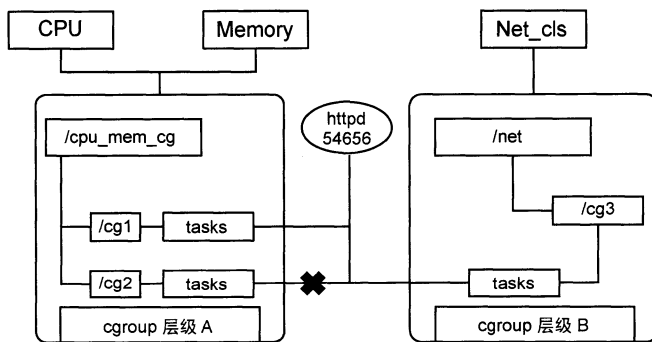 CPU
Memory
Net_cls
/cpu_mem_cg
httpd
54656
/net
/cg1
tasks
/cg3
/cg2
tasks
tasks
cgroup 层级 A
cgroup 层级 B